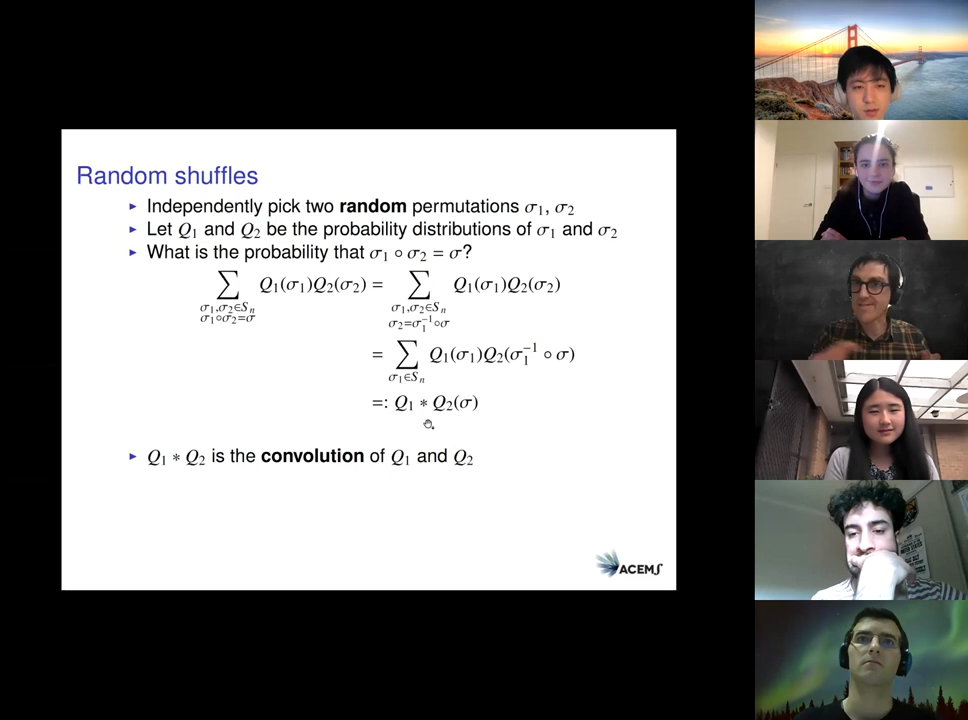 Random shuffles
▸ Independently pick two random permutations σ₁, σ₂
▸ Let Q₁ and Q₂ be the probability distributions of σ₁ and σ₂
▸ What is the probability that σ₁ ∘ σ₂ = σ?
∑_{σ₁,σ₂∈Sₙ, σ₁∘σ₂=σ} Q₁(σ₁)Q₂(σ₂) = ∑_{σ₁,σ₂∈Sₙ, σ₂=σ₁⁻¹∘σ} Q₁(σ₁)Q₂(σ₂)
= ∑_{σ₁∈Sₙ} Q₁(σ₁)Q₂(σ₁⁻¹ ∘ σ)
=: Q₁ ∗ Q₂(σ)
▸ Q₁ ∗ Q₂ is the convolution of Q₁ and Q₂
ACEMS